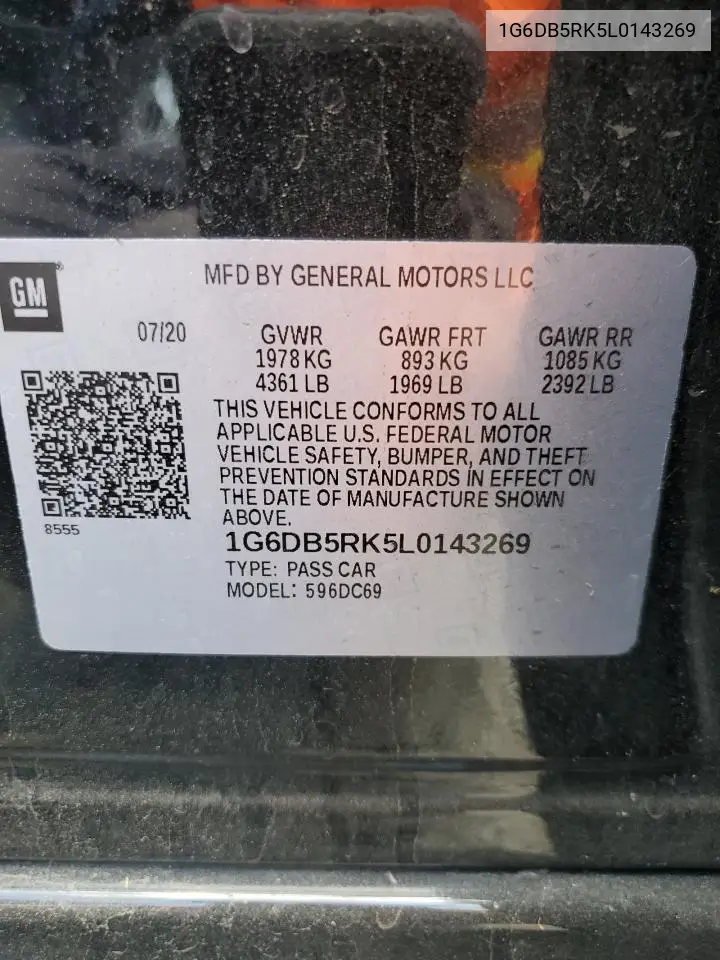 1G6DB5RK5L0143269
GM
MFD BY GENERAL MOTORS LLC
07/20
GVWR GAWR FRT GAWR RR
1978 KG 893 KG 1085 KG
4361 LB 1969 LB 2392 LB
THIS VEHICLE CONFORMS TO ALL
APPLICABLE U.S. FEDERAL MOTOR
VEHICLE SAFETY, BUMPER, AND THEFT
PREVENTION STANDARDS IN EFFECT ON
THE DATE OF MANUFACTURE SHOWN
ABOVE.
8555
1G6DB5RK5L0143269
TYPE: PASS CAR
MODEL: 596DC69